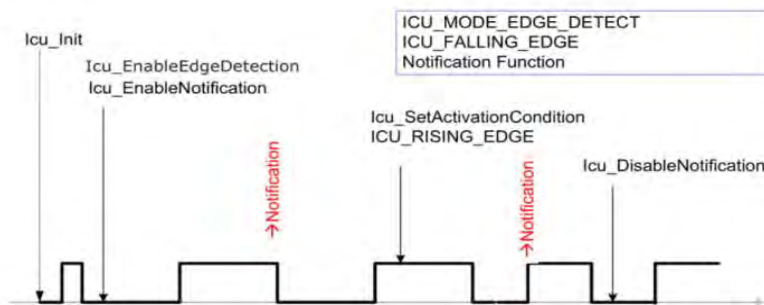 Icu_Init
Icu_EnableEdgeDetection
Icu_EnableNotification
ICU_MODE_EDGE_DETECT
ICU_FALLING_EDGE
Notification Function
Icu_SetActivationCondition
ICU_RISING_EDGE
Icu_DisableNotification
→Notification
→Notification